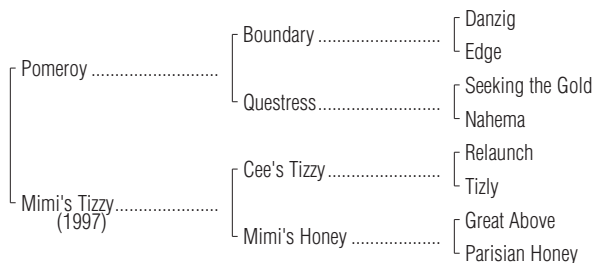 Danzig
Boundary ..........................
Edge
Pomeroy ...........................
Seeking the Gold
Questress..........................
Nahema
Relaunch
Cee's Tizzy........................
Tizly
Mimi's Tizzy......................
(1997)
Great Above
Mimi's Honey ...................
Parisian Honey